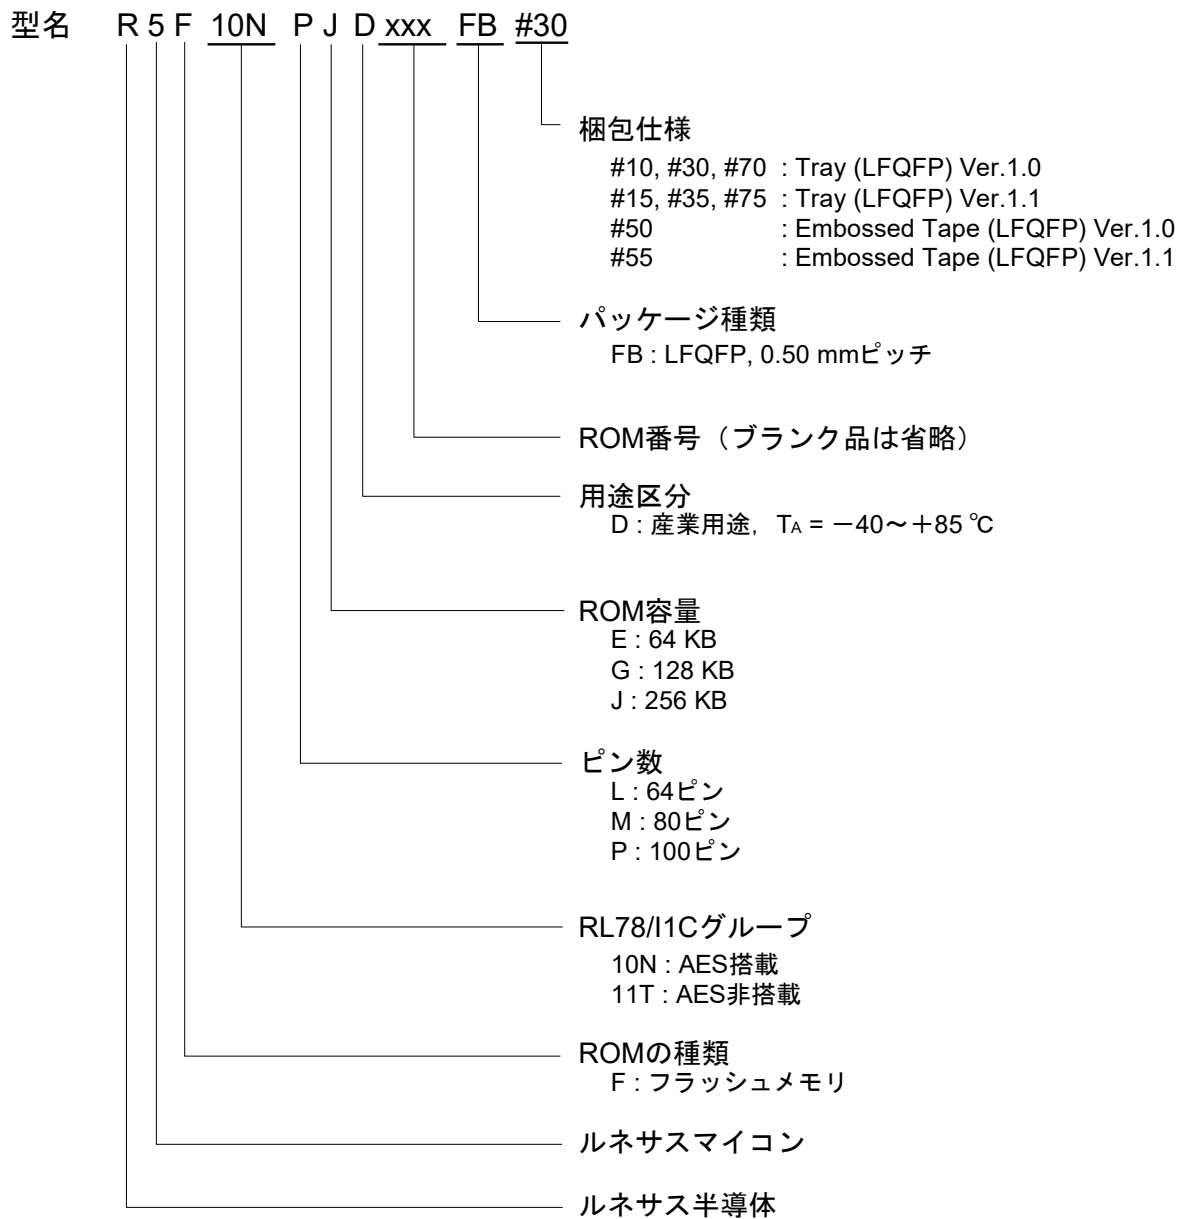 型名 R 5 F 10N P J D xxx FB #30
梱包仕様
#10, #30, #70 : Tray (LFQFP) Ver.1.0
#15, #35, #75 : Tray (LFQFP) Ver.1.1
#50 : Embossed Tape (LFQFP) Ver.1.0
#55 : Embossed Tape (LFQFP) Ver.1.1
パッケージ種類
FB : LFQFP, 0.50 mmピッチ
ROM番号（ブランク品は省略）
用途区分
D : 産業用途, TA = －40～＋85 ℃
ROM容量
E : 64 KB
G : 128 KB
J : 256 KB
ピン数
L : 64ピン
M : 80ピン
P : 100ピン
RL78/I1Cグループ
10N : AES搭載
11T : AES非搭載
ROMの種類
F : フラッシュメモリ
ルネサスマイコン
ルネサス半導体